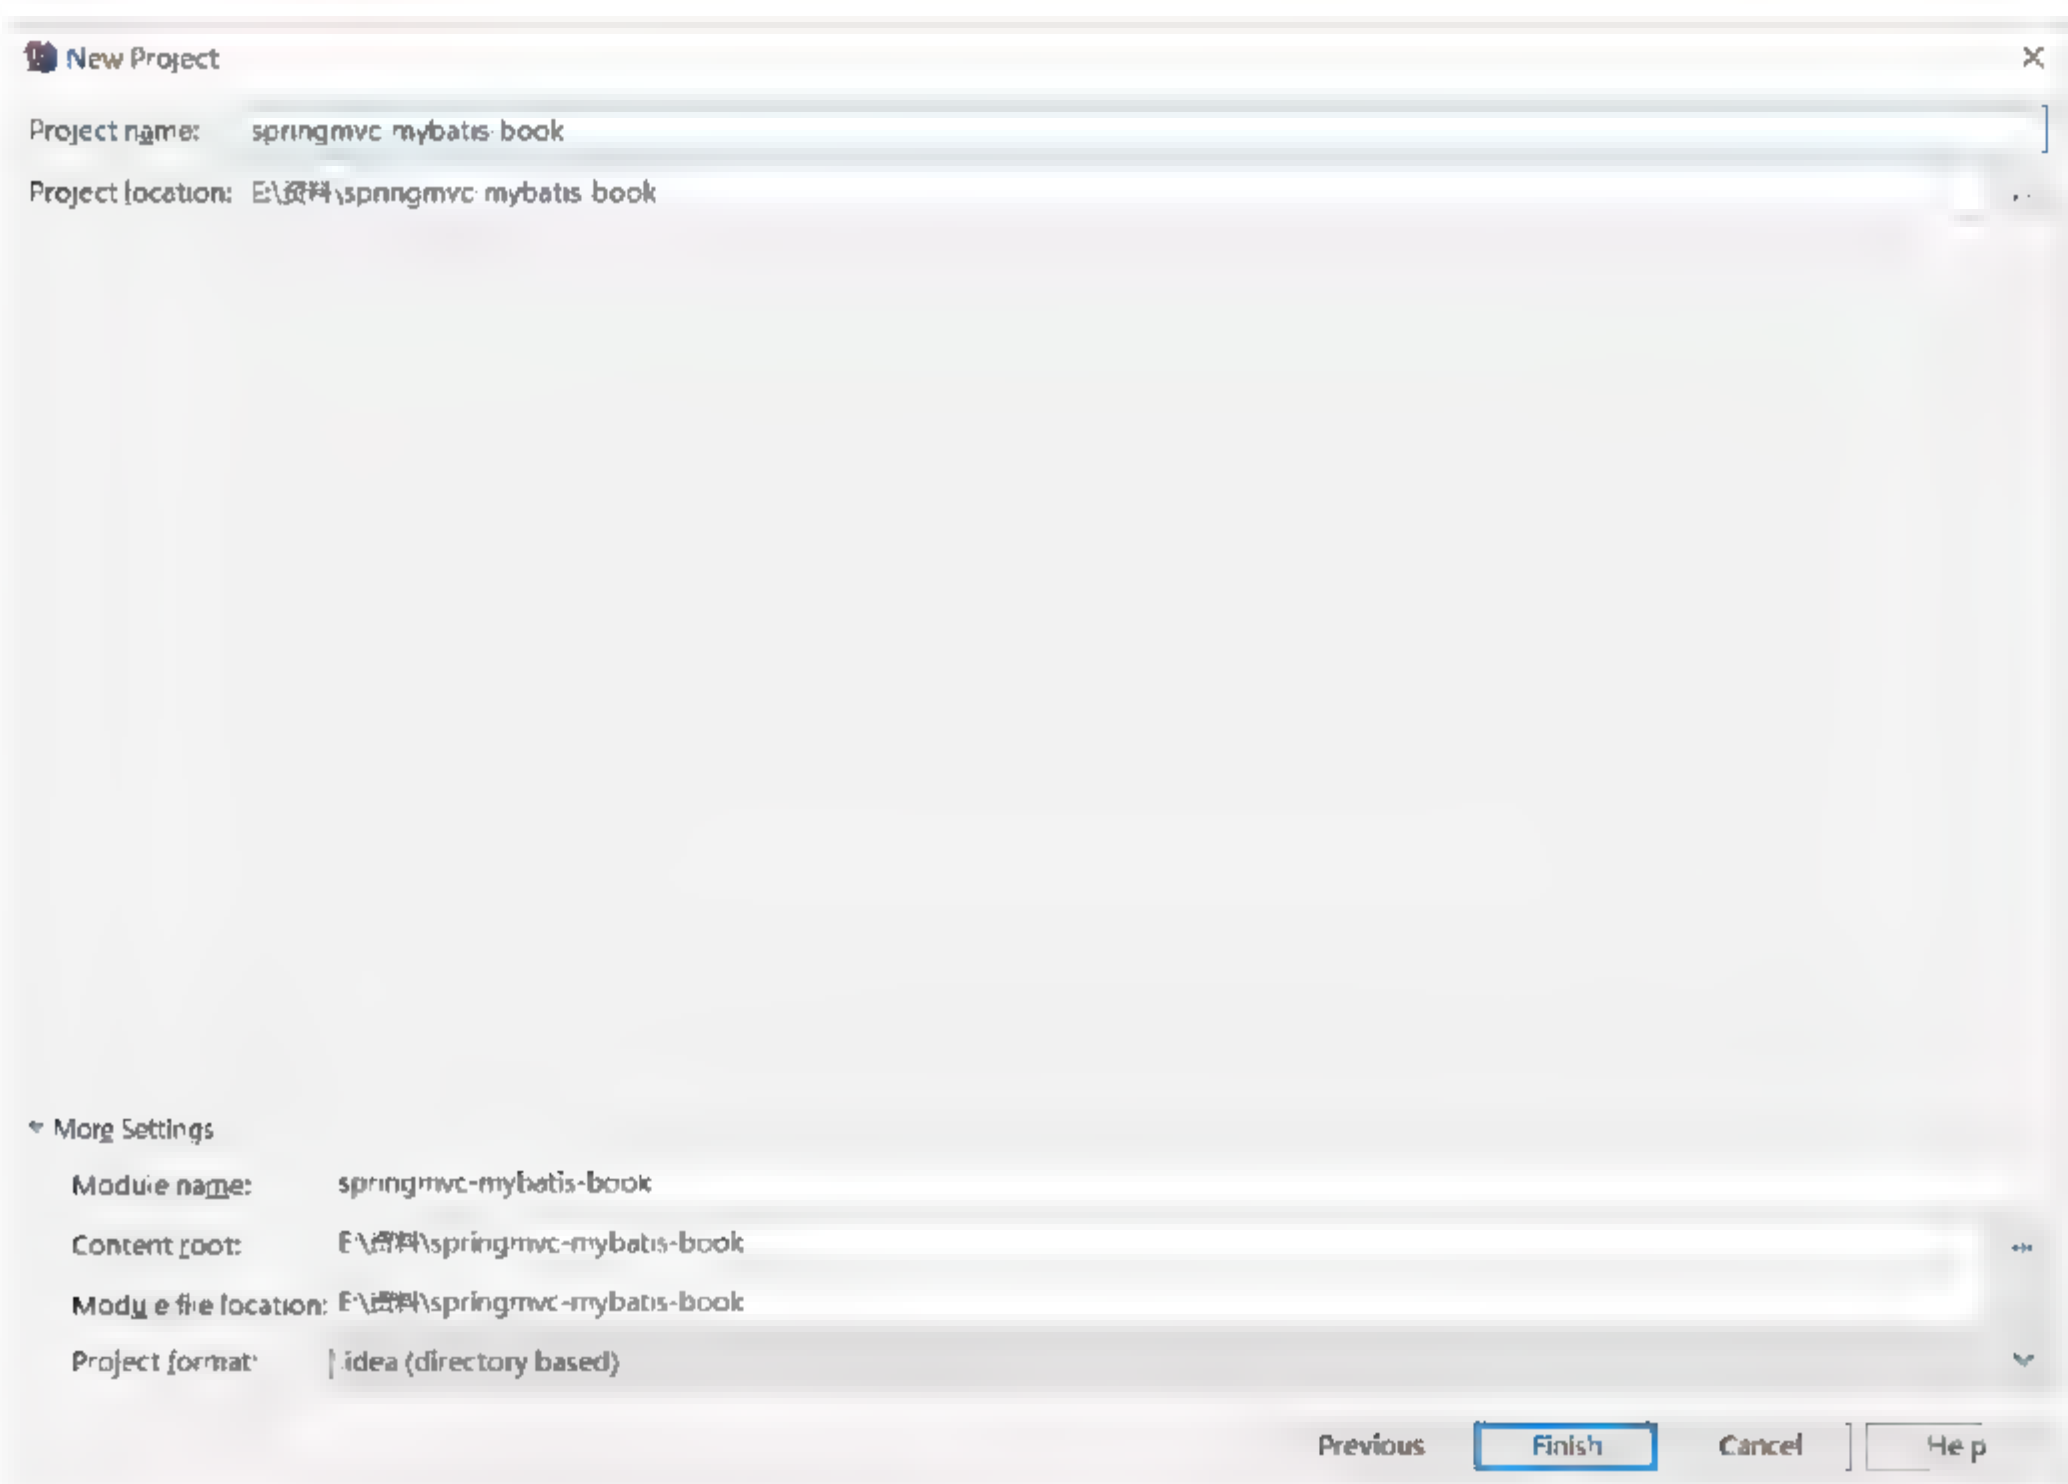 New Project
Project name: springmvc-mybatis-book
Project location: E:\资料\springmvc-mybatis-book
More Settings
Module name: springmvc-mybatis-book
Content root: E:\资料\springmvc-mybatis-book
Module file location: E:\资料\springmvc-mybatis-book
Project format: .idea (directory based)
Previous Finish Cancel Help